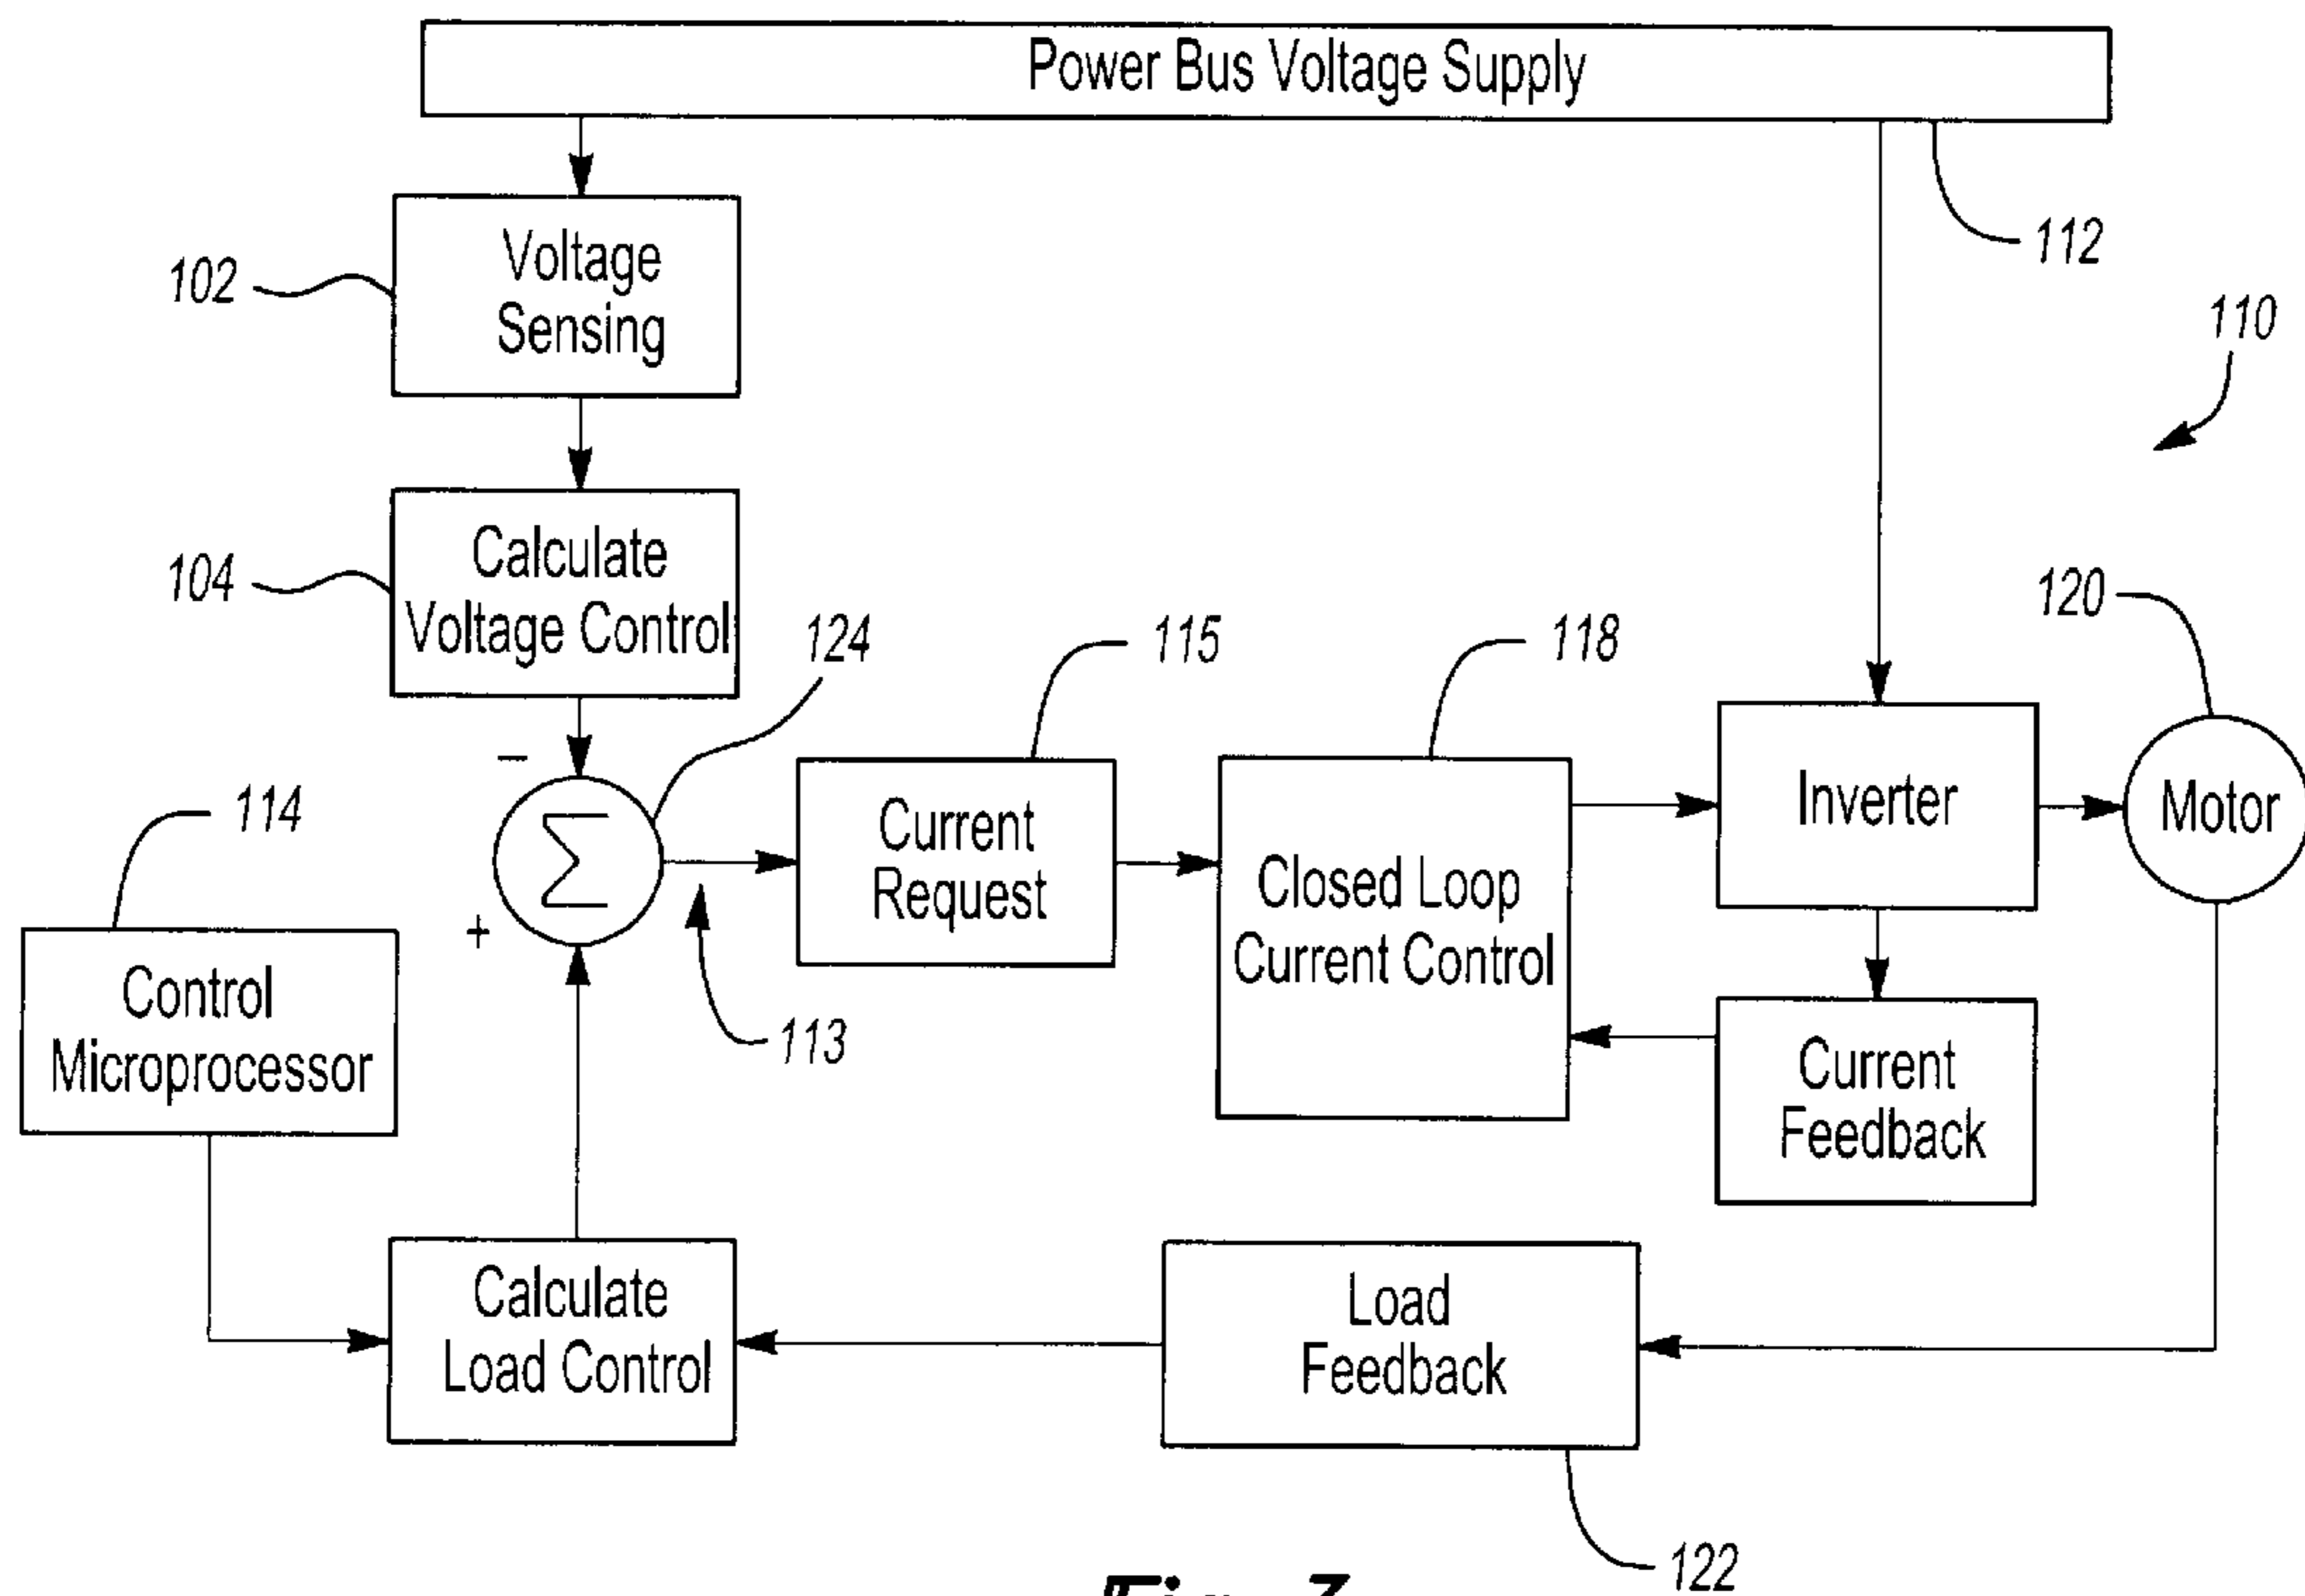 Power Bus Voltage Supply
112
Voltage
Sensing
102
110
Calculate
Voltage Control
104
124
115
118
120
−
Σ
+
Current
Request
113
Closed Loop
Current Control
Inverter
Motor
114
Control
Microprocessor
Current
Feedback
Calculate
Load Control
Load
Feedback
122